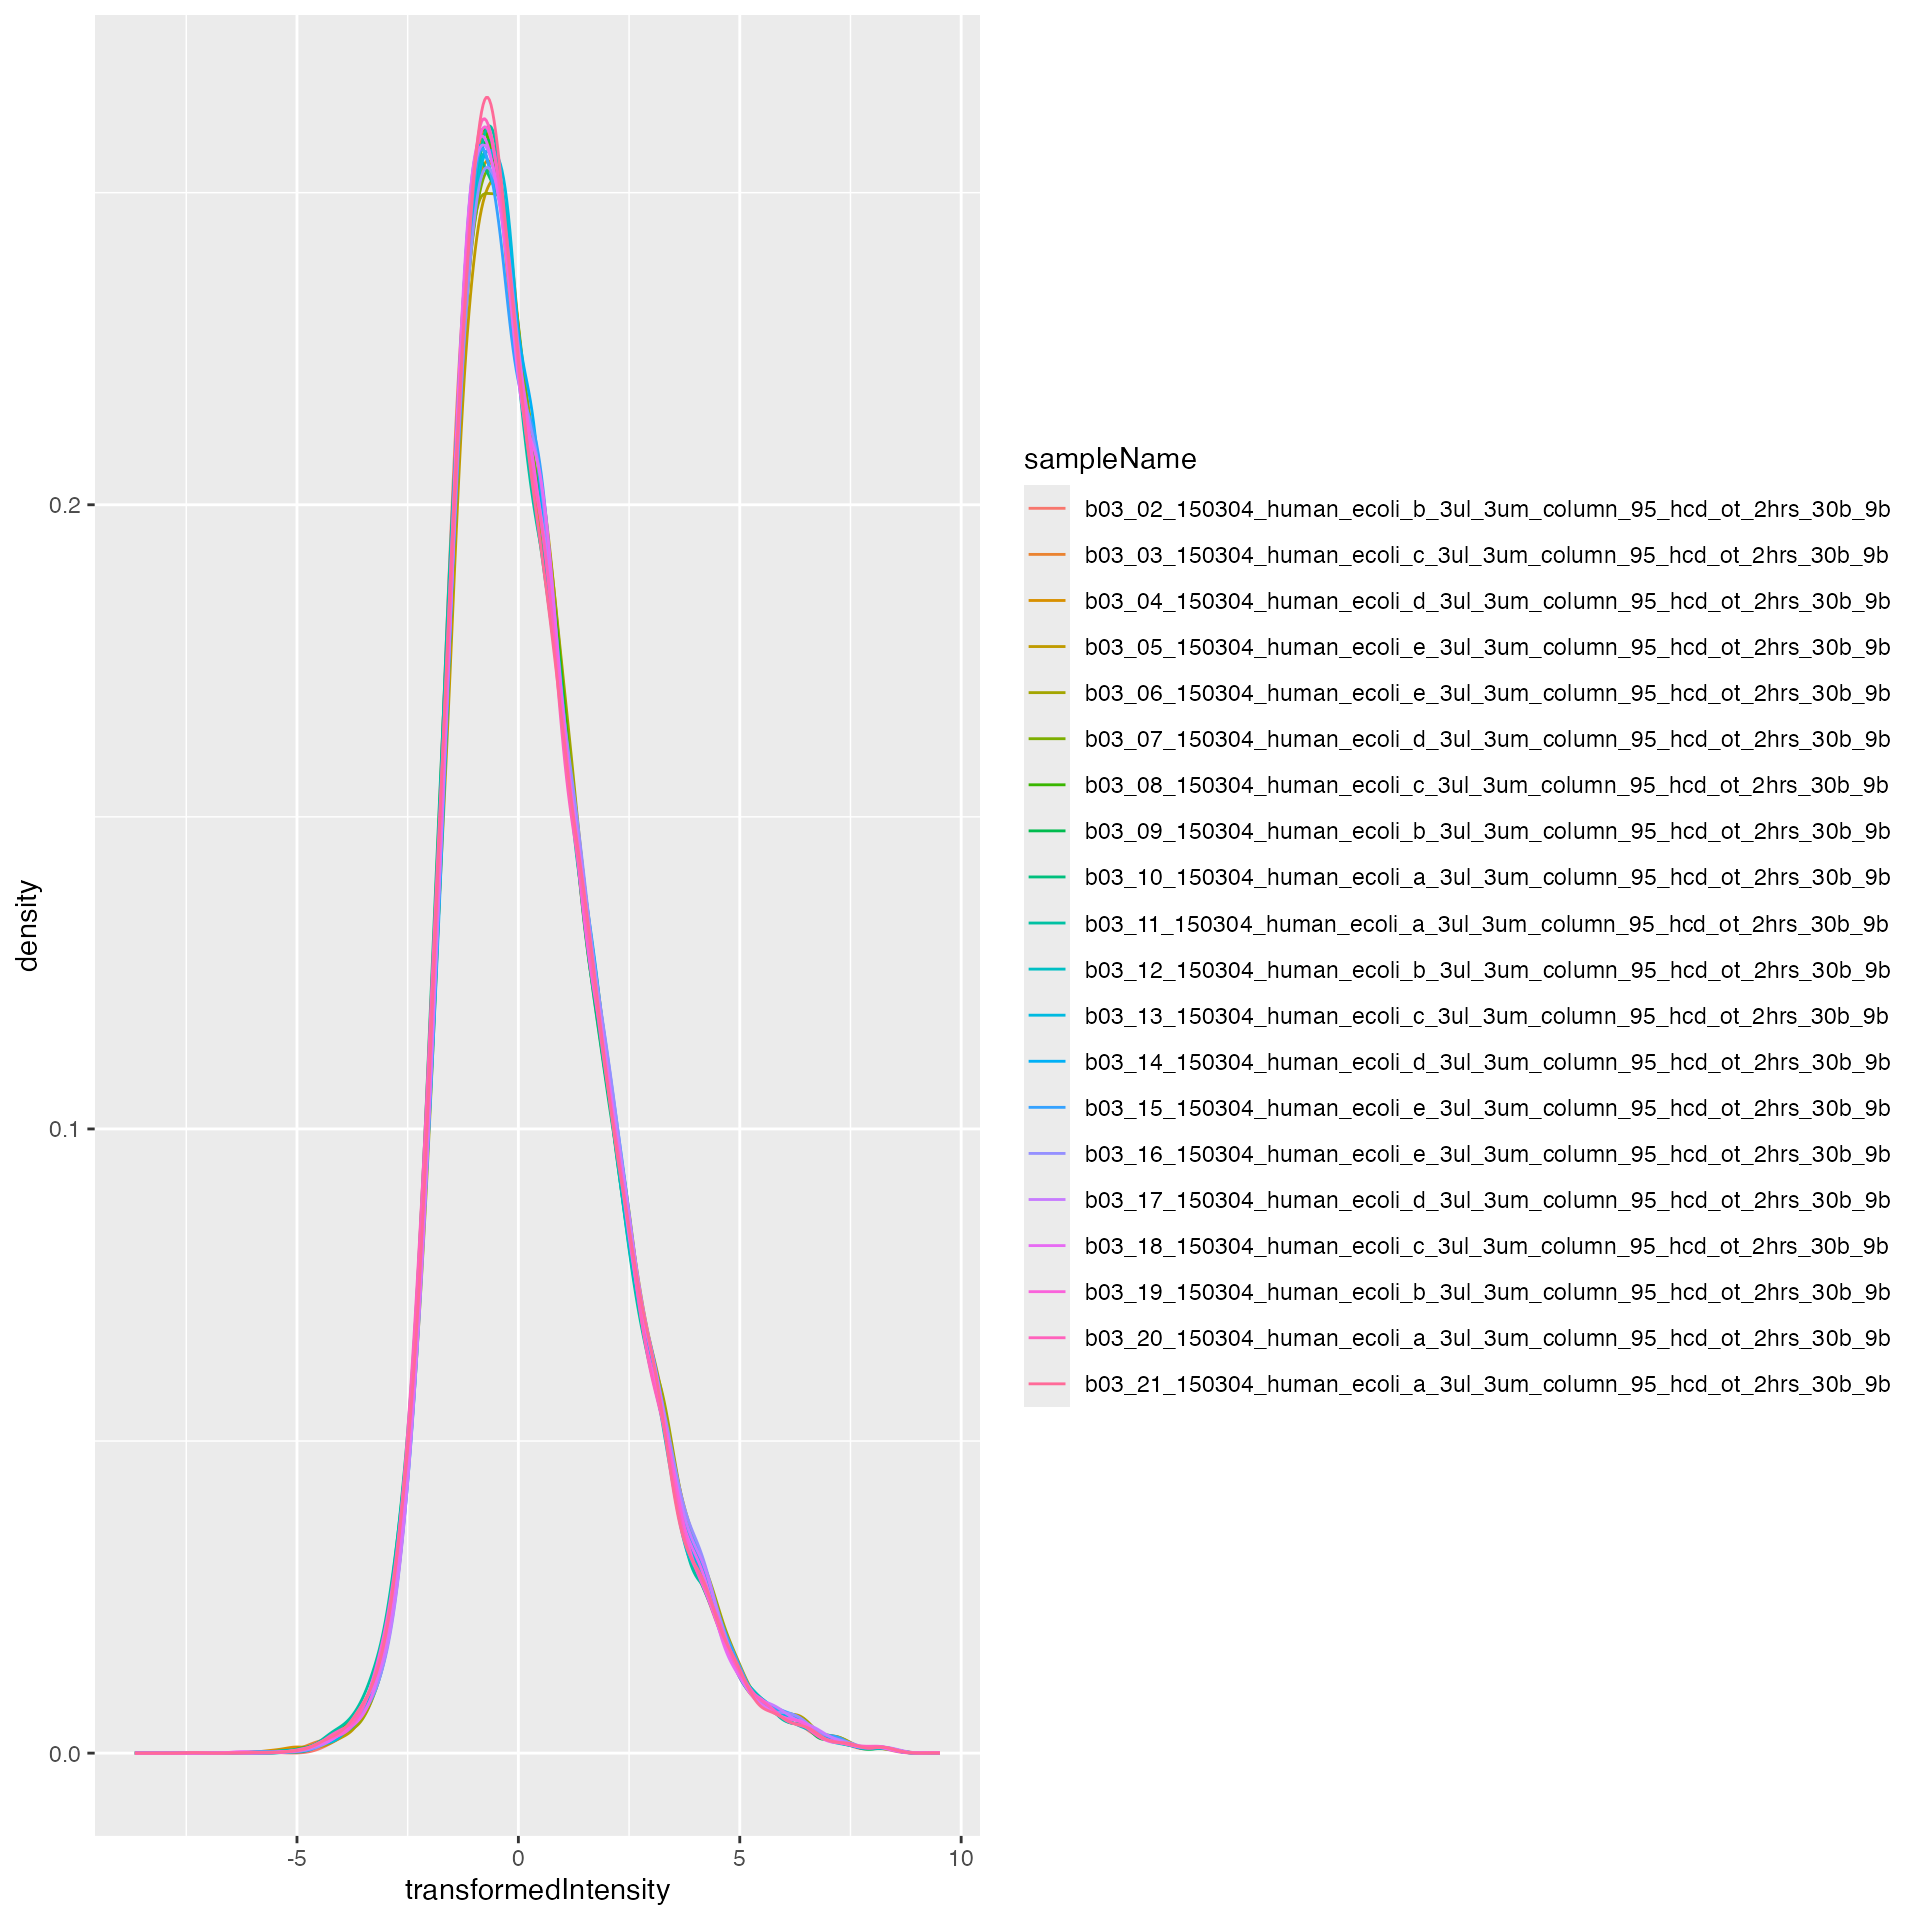 density
0.2
0.1
0.0
-5 0 5 10
transformedIntensity
sampleName
b03_02_150304_human_ecoli_b_3ul_3um_column_95_hcd_ot_2hrs_30b_9b
b03_03_150304_human_ecoli_c_3ul_3um_column_95_hcd_ot_2hrs_30b_9b
b03_04_150304_human_ecoli_d_3ul_3um_column_95_hcd_ot_2hrs_30b_9b
b03_05_150304_human_ecoli_e_3ul_3um_column_95_hcd_ot_2hrs_30b_9b
b03_06_150304_human_ecoli_e_3ul_3um_column_95_hcd_ot_2hrs_30b_9b
b03_07_150304_human_ecoli_d_3ul_3um_column_95_hcd_ot_2hrs_30b_9b
b03_08_150304_human_ecoli_c_3ul_3um_column_95_hcd_ot_2hrs_30b_9b
b03_09_150304_human_ecoli_b_3ul_3um_column_95_hcd_ot_2hrs_30b_9b
b03_10_150304_human_ecoli_a_3ul_3um_column_95_hcd_ot_2hrs_30b_9b
b03_11_150304_human_ecoli_a_3ul_3um_column_95_hcd_ot_2hrs_30b_9b
b03_12_150304_human_ecoli_b_3ul_3um_column_95_hcd_ot_2hrs_30b_9b
b03_13_150304_human_ecoli_c_3ul_3um_column_95_hcd_ot_2hrs_30b_9b
b03_14_150304_human_ecoli_d_3ul_3um_column_95_hcd_ot_2hrs_30b_9b
b03_15_150304_human_ecoli_e_3ul_3um_column_95_hcd_ot_2hrs_30b_9b
b03_16_150304_human_ecoli_e_3ul_3um_column_95_hcd_ot_2hrs_30b_9b
b03_17_150304_human_ecoli_d_3ul_3um_column_95_hcd_ot_2hrs_30b_9b
b03_18_150304_human_ecoli_c_3ul_3um_column_95_hcd_ot_2hrs_30b_9b
b03_19_150304_human_ecoli_b_3ul_3um_column_95_hcd_ot_2hrs_30b_9b
b03_20_150304_human_ecoli_a_3ul_3um_column_95_hcd_ot_2hrs_30b_9b
b03_21_150304_human_ecoli_a_3ul_3um_column_95_hcd_ot_2hrs_30b_9b